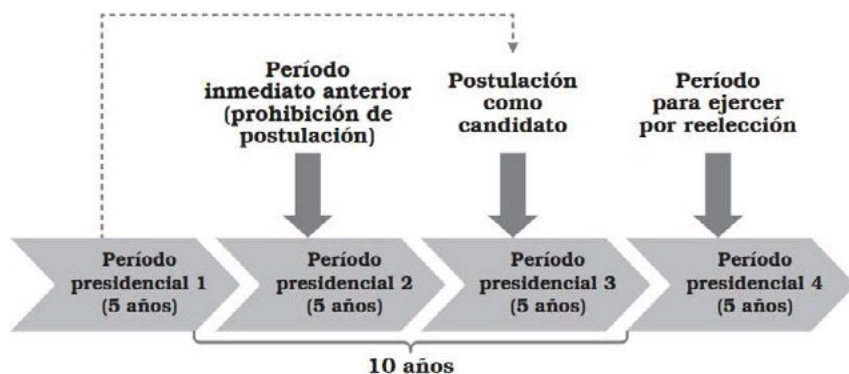 Período
inmediato anterior
(prohibición de
postulación)
Postulación
como
candidato
Período
para ejercer
por reelección
Período
presidencial 1
(5 años)
Período
presidencial 2
(5 años)
Período
presidencial 3
(5 años)
Período
presidencial 4
(5 años)
10 años